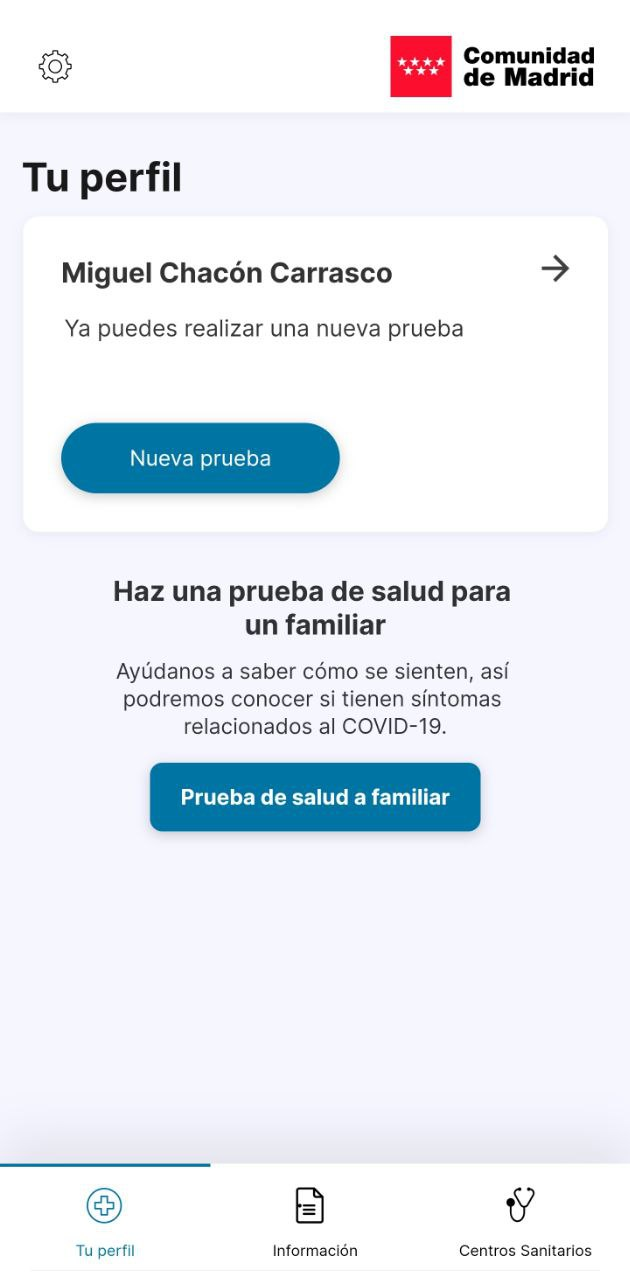 Comunidad
de Madrid
Tu perfil
Miguel Chacón Carrasco
Ya puedes realizar una nueva prueba
Nueva prueba
Haz una prueba de salud para
un familiar
Ayúdanos a saber cómo se sienten, así
podremos conocer si tienen síntomas
relacionados al COVID-19.
Prueba de salud a familiar
Tu perfil
Información
Centros Sanitarios